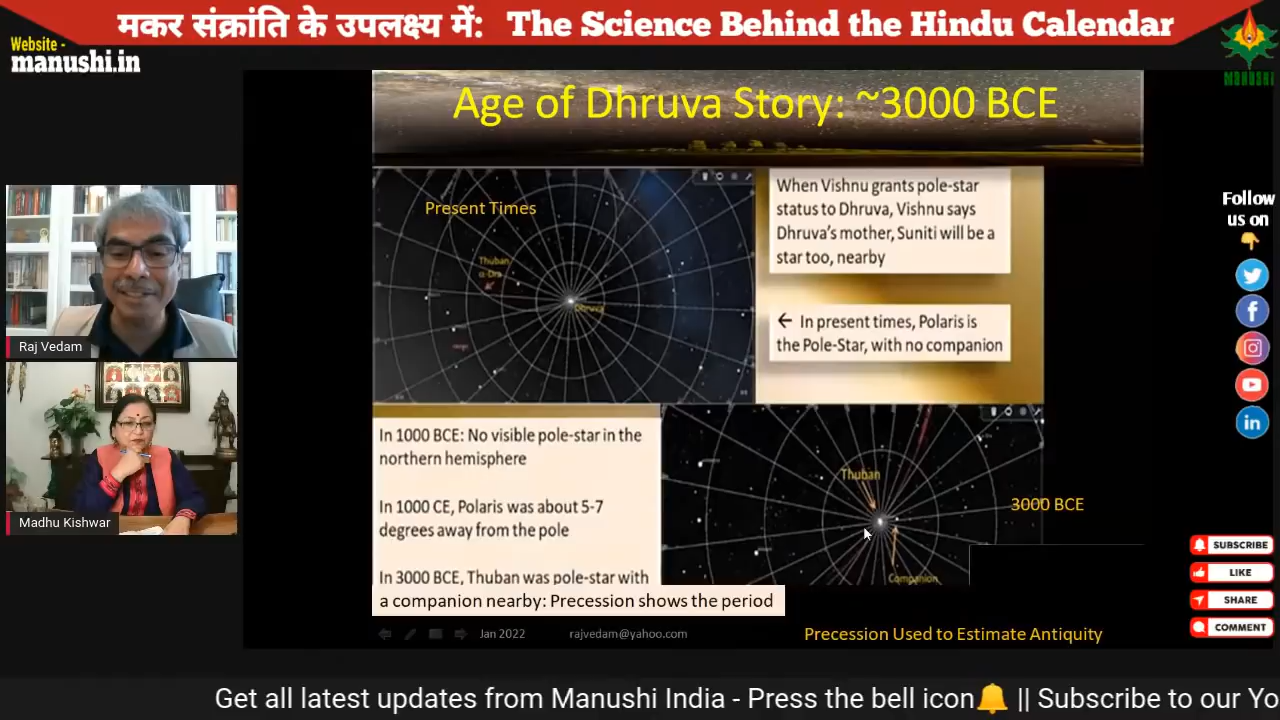 मकर संक्रांति के उपलक्ष्य में: The Science Behind the Hindu Calendar
Website -
manushi.in
MANUSHI
Age of Dhruva Story: ~3000 BCE
Present Times
Thuban
α-Dra
Dhruva
When Vishnu grants pole-star
status to Dhruva, Vishnu says
Dhruva's mother, Suniti will be a
star too, nearby
← In present times, Polaris is
the Pole-Star, with no companion
Raj Vedam
Madhu Kishwar
In 1000 BCE: No visible pole-star in the
northern hemisphere
In 1000 CE, Polaris was about 5-7
degrees away from the pole
In 3000 BCE, Thuban was pole-star with
a companion nearby: Precession shows the period
Thuban
Companion
3000 BCE
Jan 2022
rajvedam@yahoo.com
Precession Used to Estimate Antiquity
Follow
us on
SUBSCRIBE
LIKE
SHARE
COMMENT
Get all latest updates from Manushi India - Press the bell icon🔔 || Subscribe to our Yo